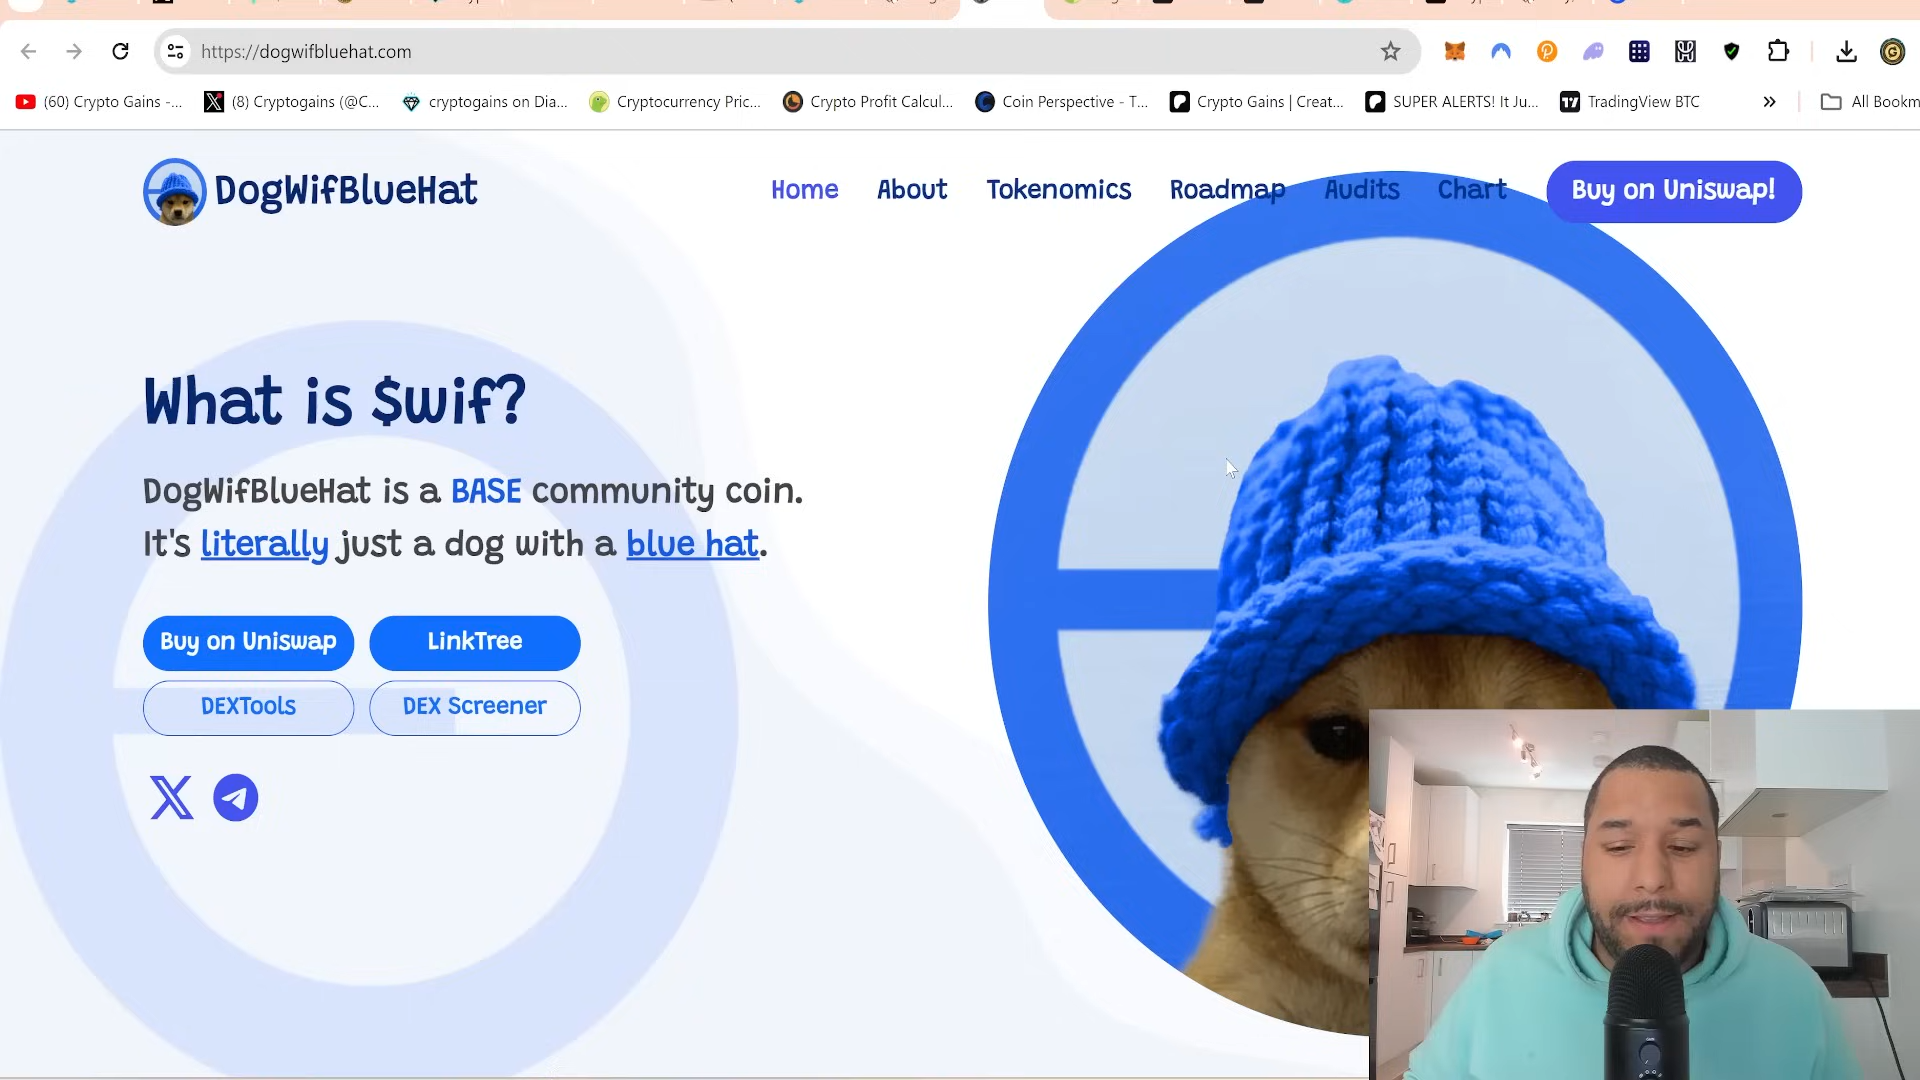 https://dogwifbluehat.com
(60) Crypto Gains -...
(8) Cryptogains (@C...
cryptogains on Dia...
Cryptocurrency Pric...
Crypto Profit Calcul...
Coin Perspective - T...
Crypto Gains | Creat...
SUPER ALERTS! It Ju...
TradingView BTC
All Bookm
DogWifBlueHat
Home
About
Tokenomics
Roadmap
Audits
Chart
Buy on Uniswap!
What is $wif?
DogWifBlueHat is a BASE community coin.
It's literally just a dog with a blue hat.
Buy on Uniswap
LinkTree
DEXTools
DEX Screener